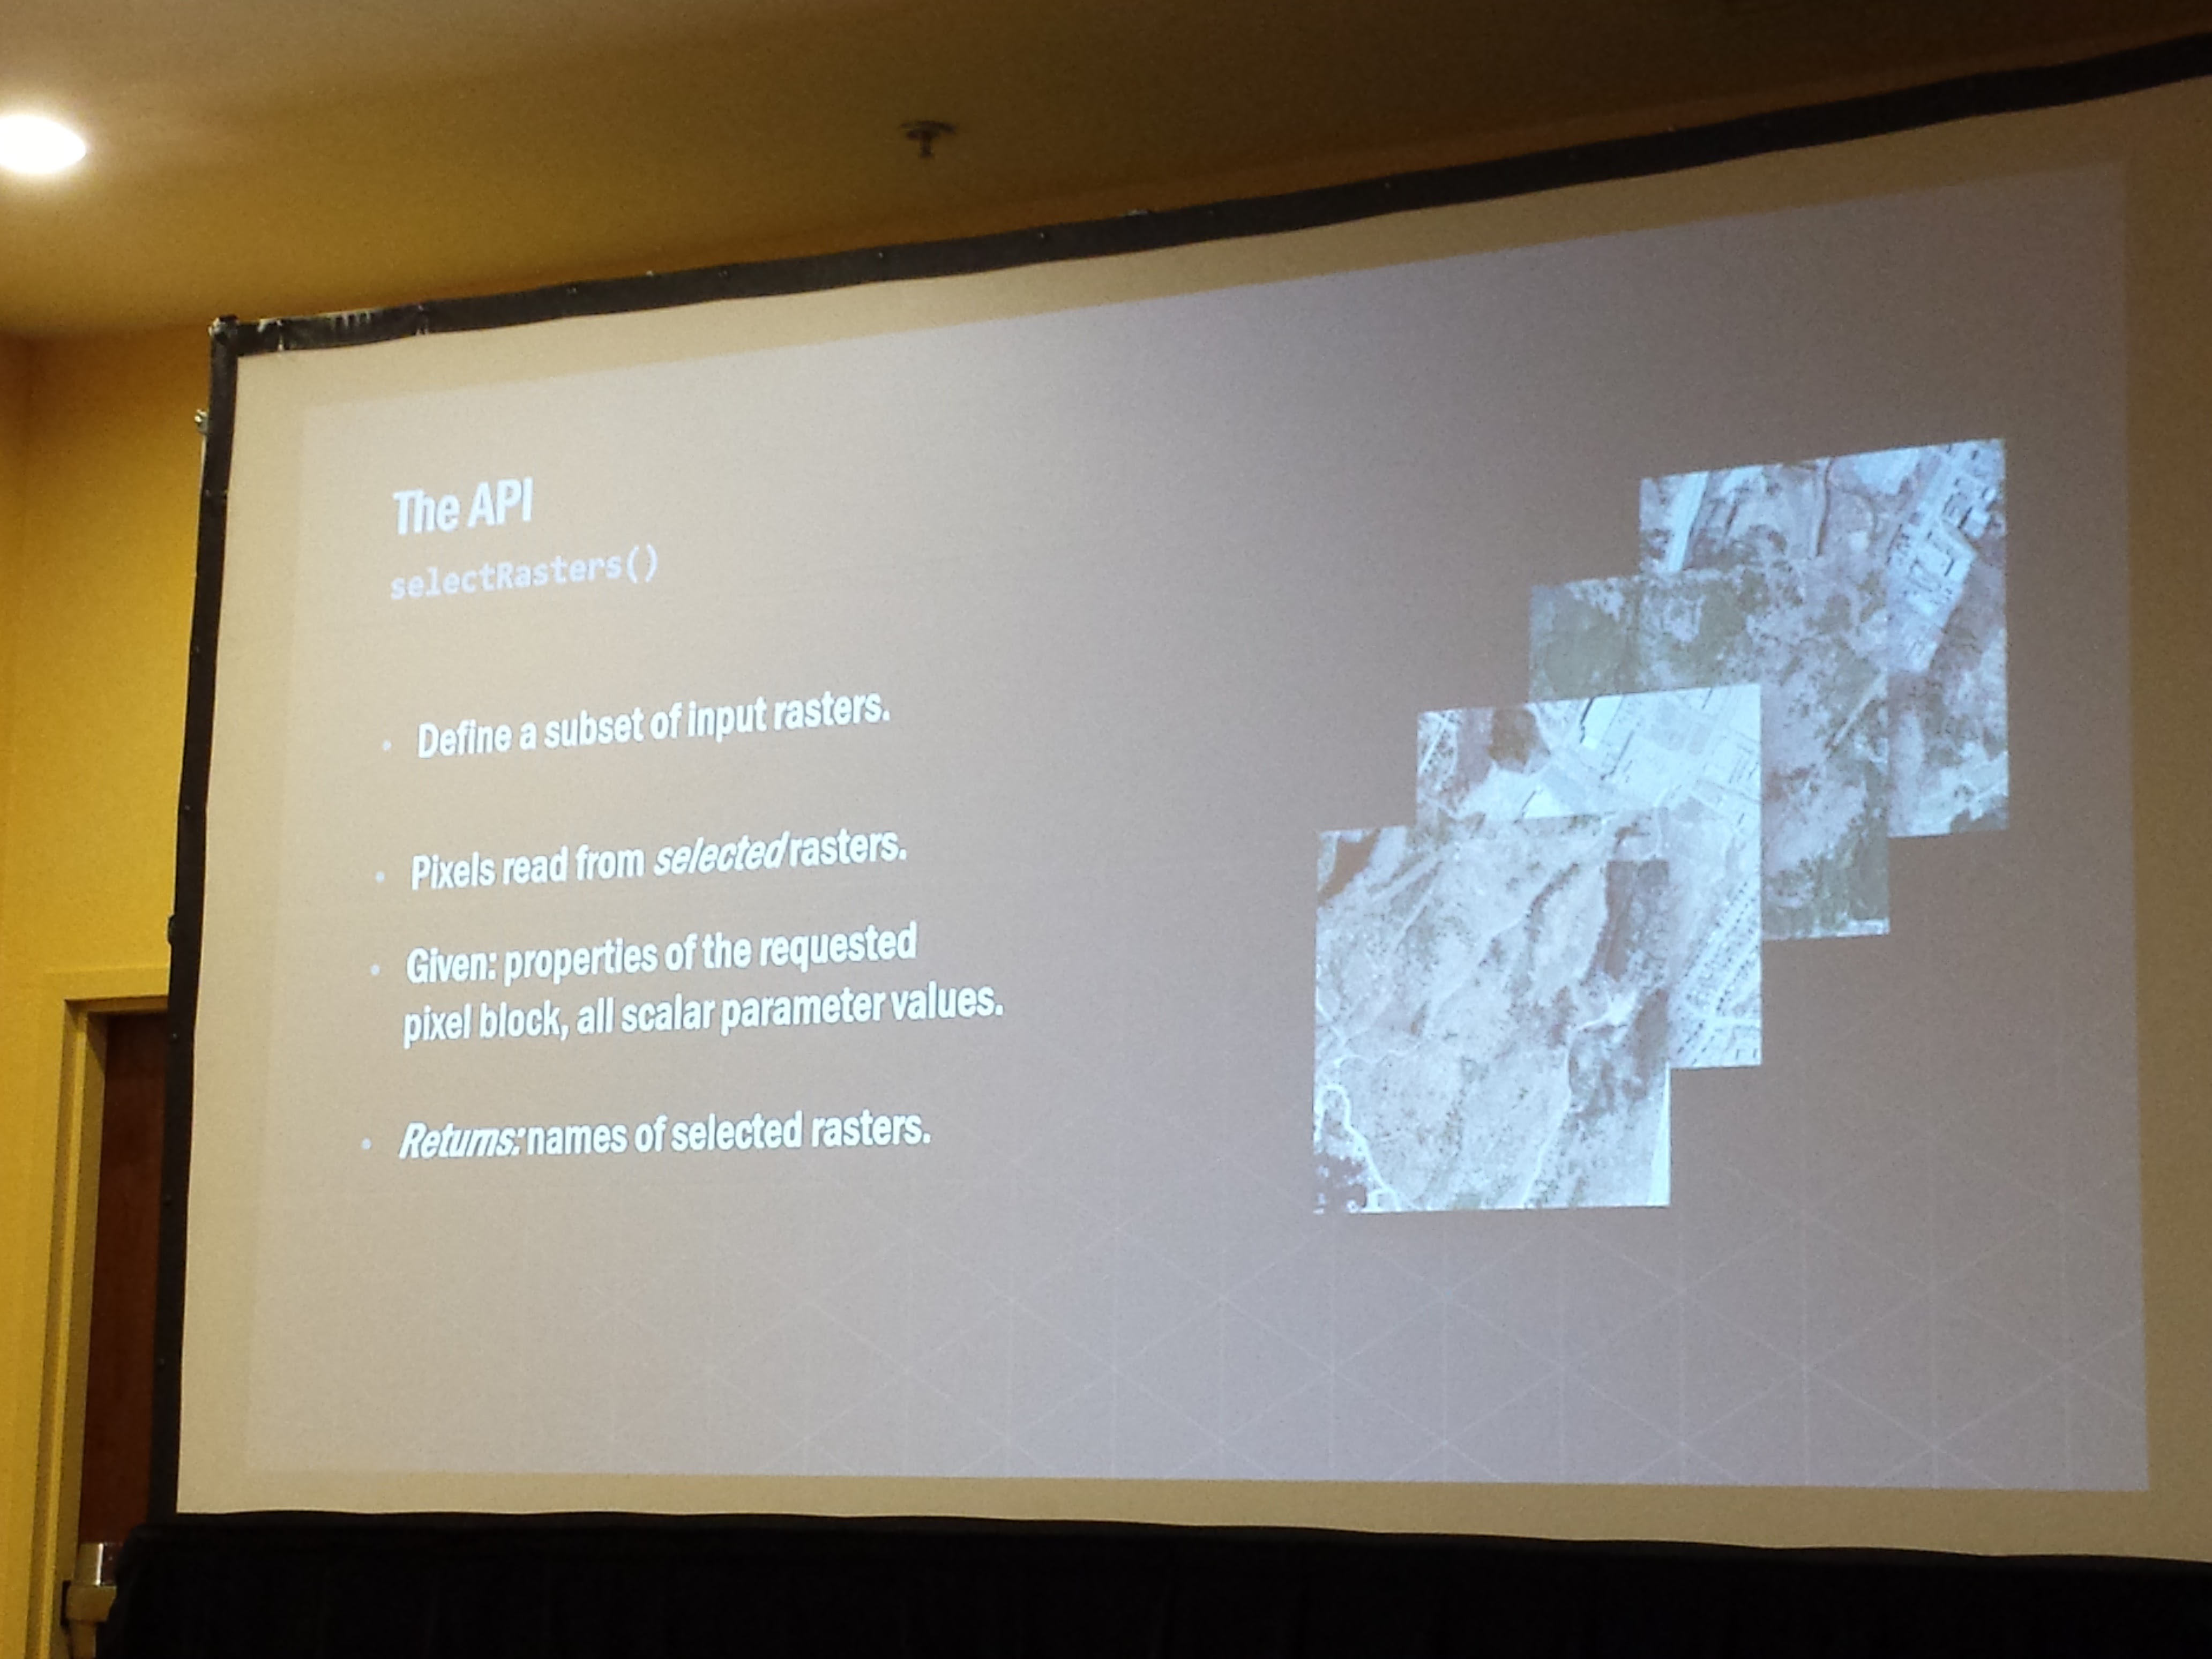 The API
selectRasters()
• Define a subset of input rasters.
• Pixels read from selected rasters.
• Given: properties of the requested
pixel block, all scalar parameter values.
• Returns: names of selected rasters.